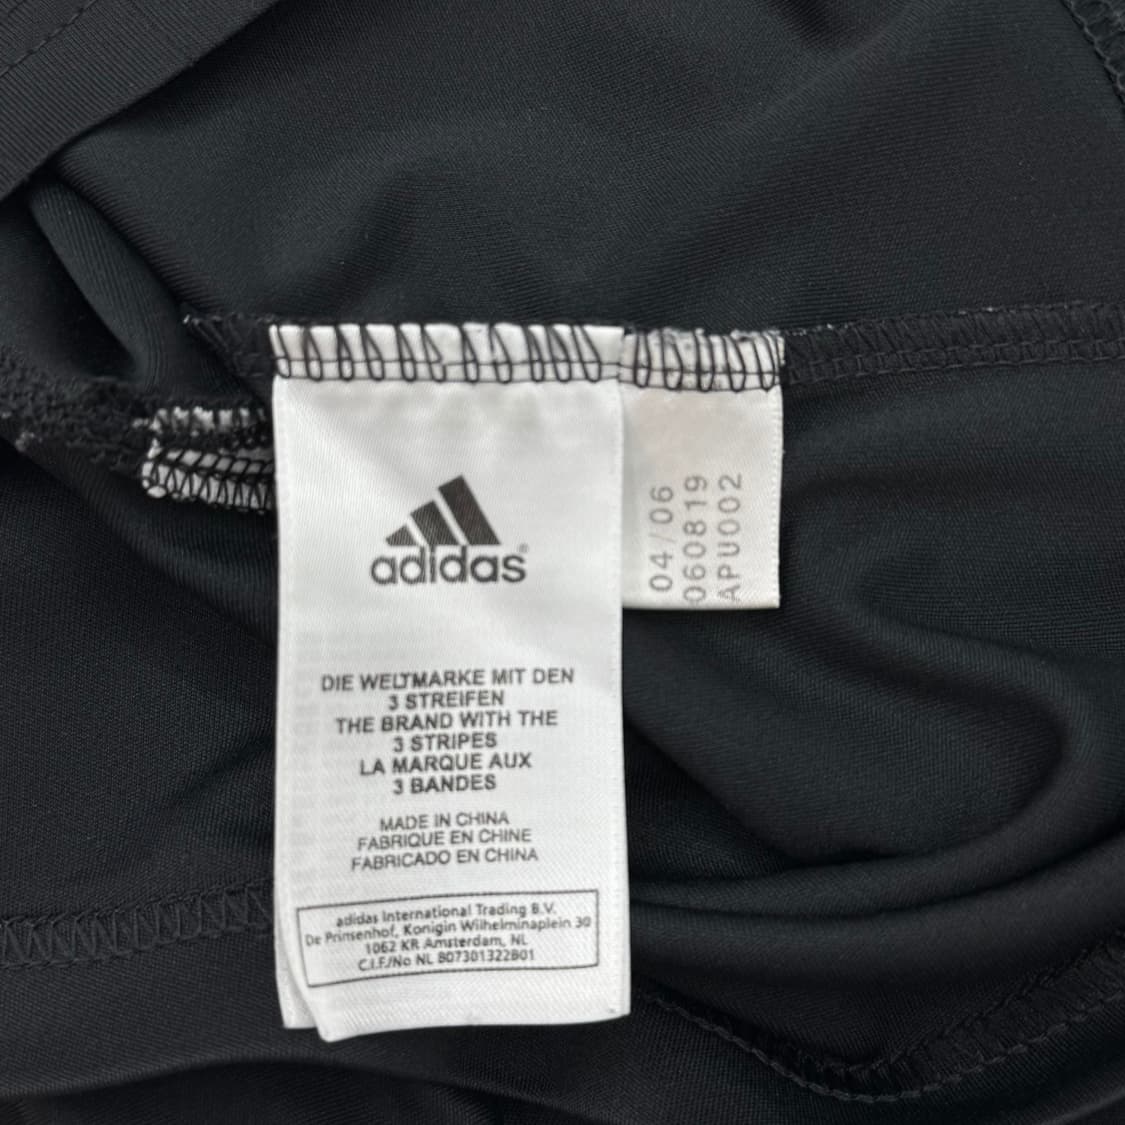 adidas®
DIE WELTMARKE MIT DEN
3 STREIFEN
THE BRAND WITH THE
3 STRIPES
LA MARQUE AUX
3 BANDES
MADE IN CHINA
FABRIQUE EN CHINE
FABRICADO EN CHINA
adidas International Trading B.V.
De Prinsenhof, Konigin Wilhelminaplein 30
1062 KR Amsterdam, NL
C.I.F./No NL 807301322B01
04/06
060819
APU002